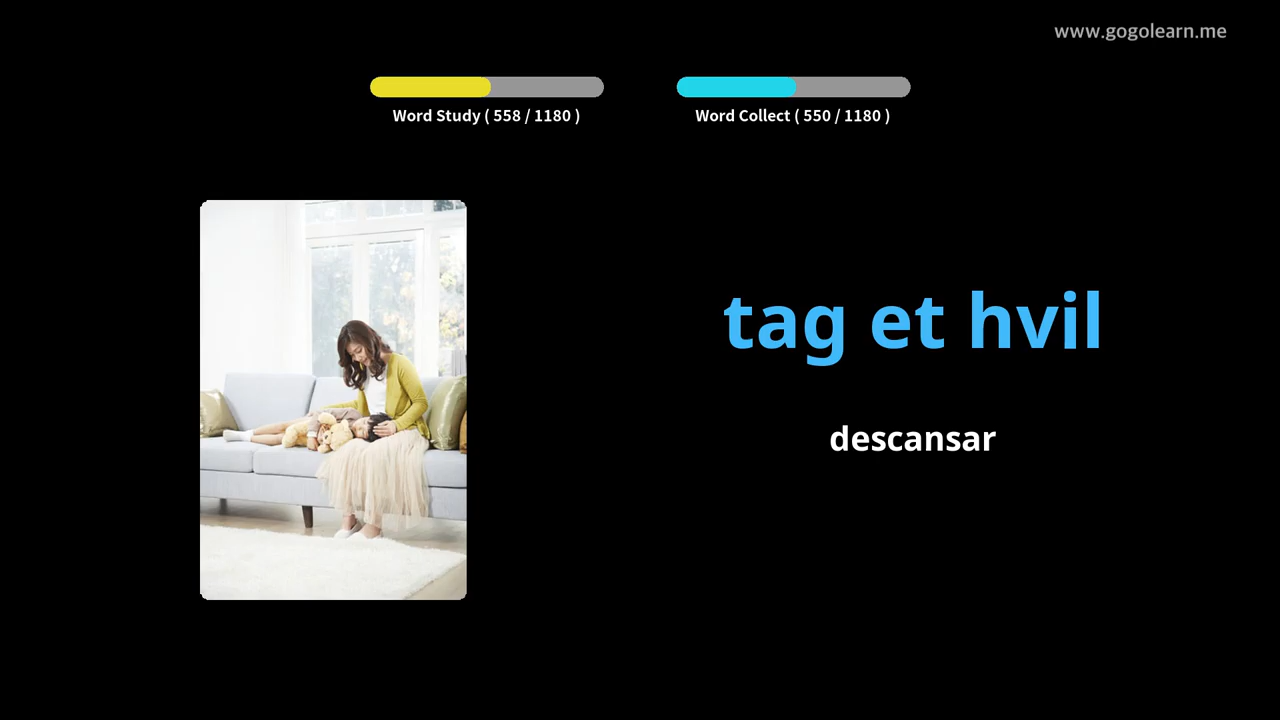 www.gogolearn.me
Word Study ( 558 / 1180 )
Word Collect ( 550 / 1180 )
tag et hvil
descansar